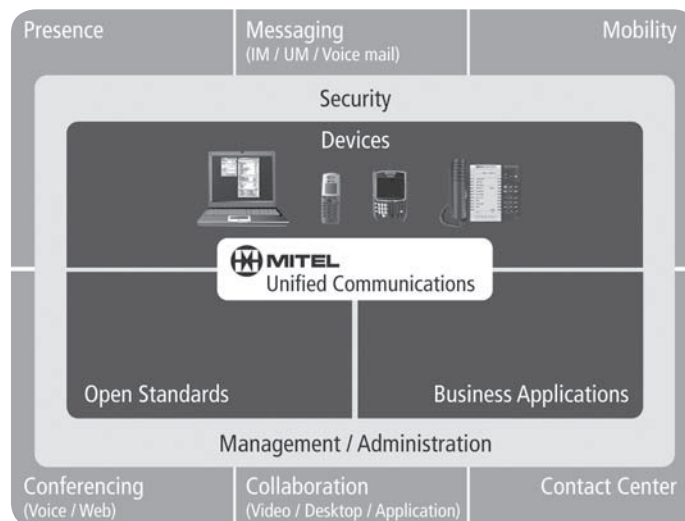 Presence
Messaging
(IM / UM / Voice mail)
Mobility
Security
Devices
MITEL
Unified Communications
Open Standards
Business Applications
Management / Administration
Conferencing
(Voice / Web)
Collaboration
(Video / Desktop / Application)
Contact Center